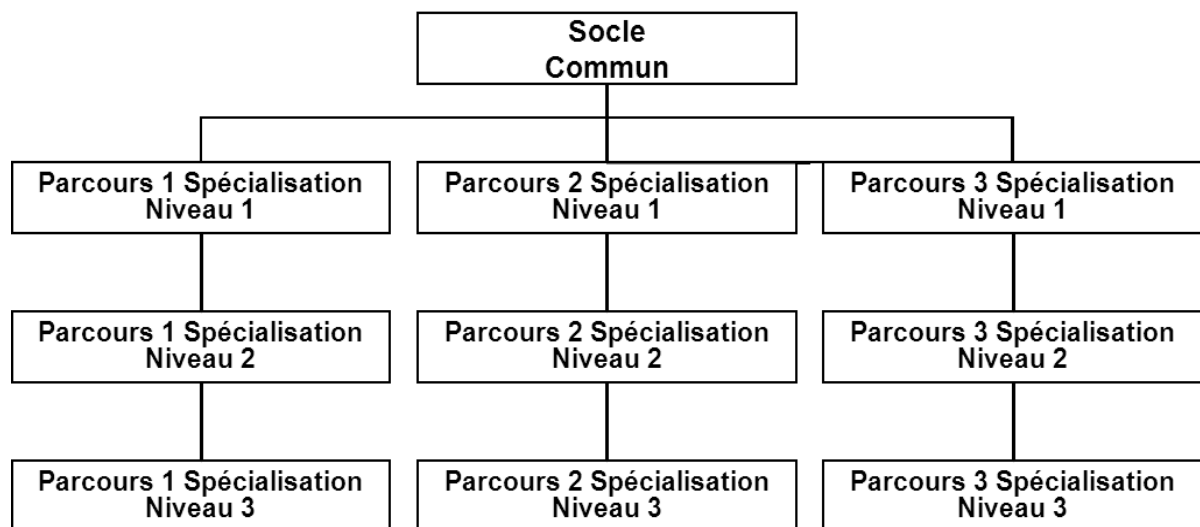 Socle
Commun
Parcours 1 Spécialisation
Niveau 1
Parcours 2 Spécialisation
Niveau 1
Parcours 3 Spécialisation
Niveau 1
Parcours 1 Spécialisation
Niveau 2
Parcours 2 Spécialisation
Niveau 2
Parcours 3 Spécialisation
Niveau 2
Parcours 1 Spécialisation
Niveau 3
Parcours 2 Spécialisation
Niveau 3
Parcours 3 Spécialisation
Niveau 3